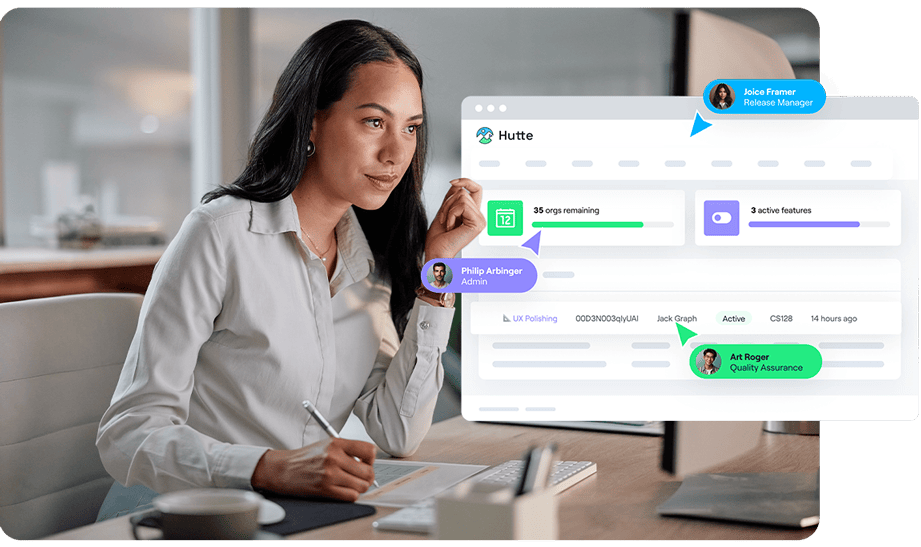 Joice Framer
Release Manager
Hutte
12
35 orgs remaining
3 active features
Philip Arbinger
Admin
UX Polishing 00D3N003qIyUAI Jack Graph Active CS128 14 hours ago
Art Roger
Quality Assurance